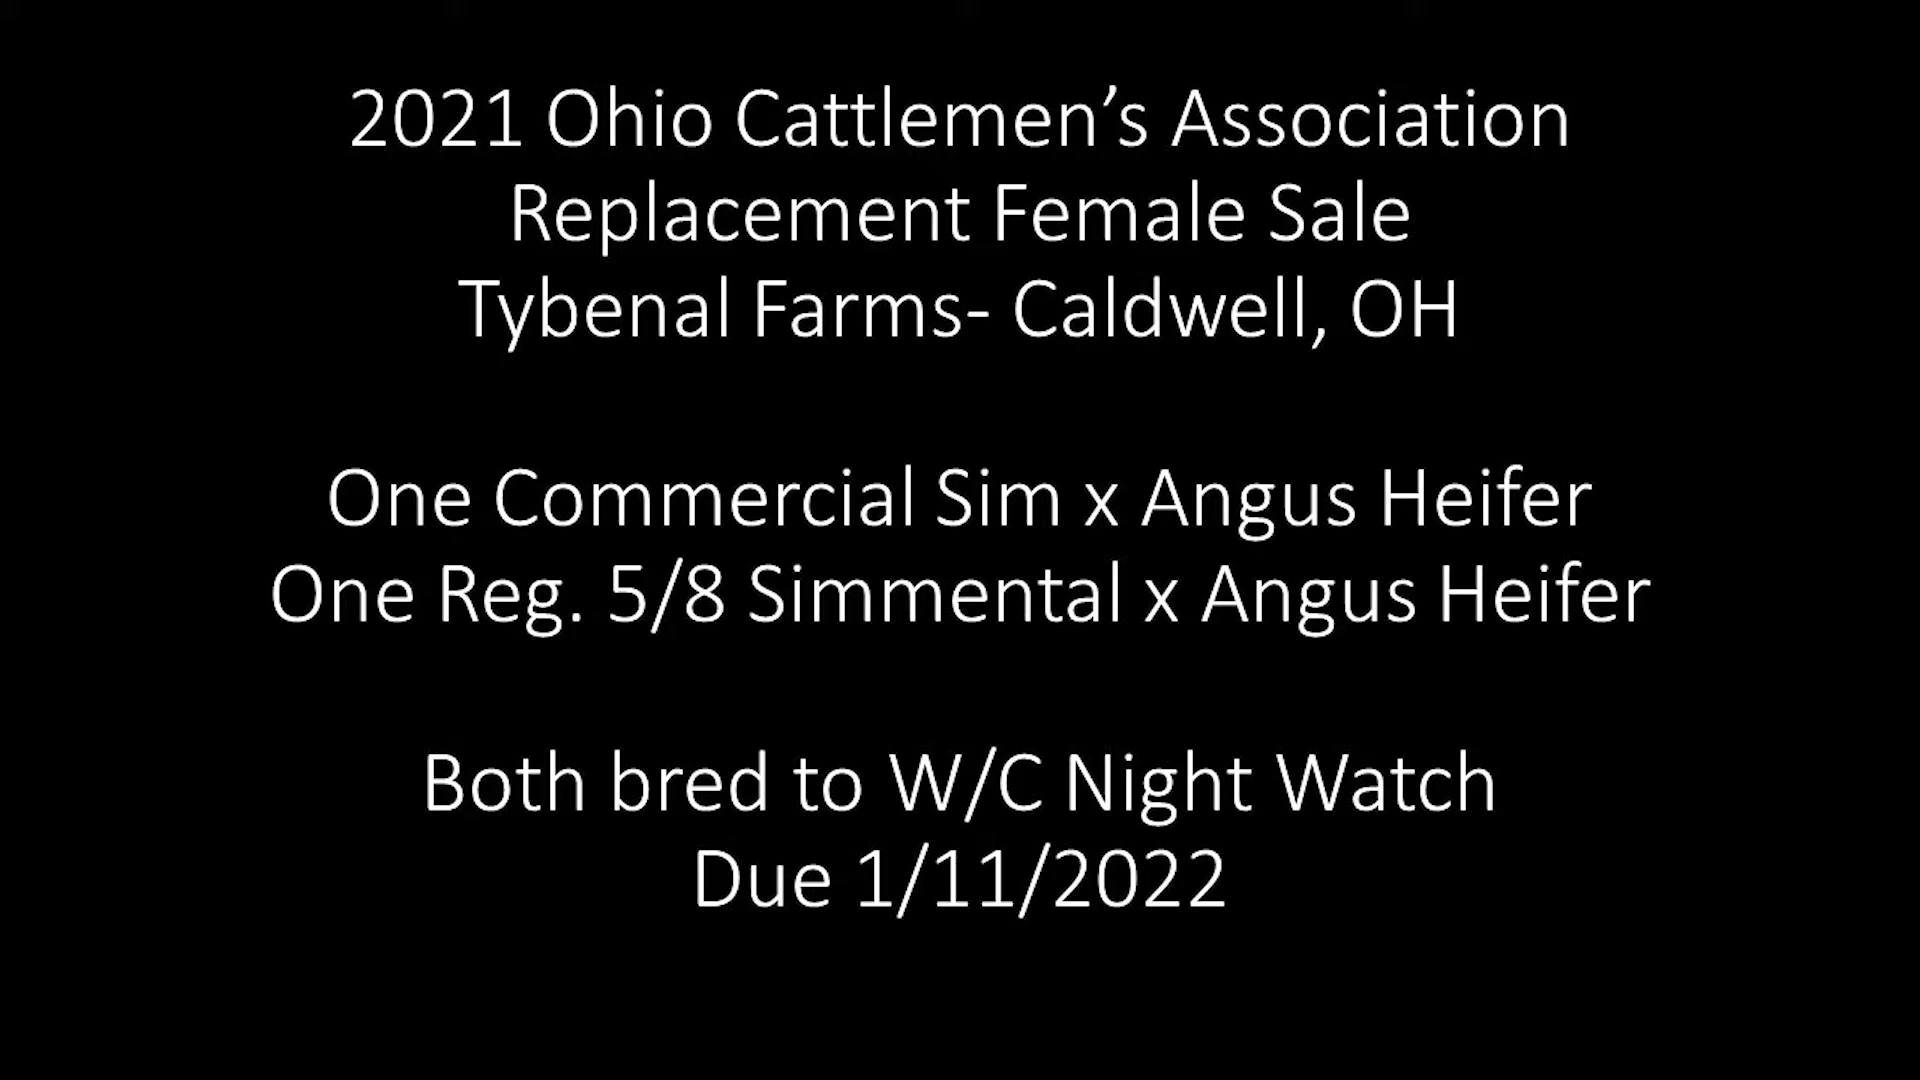 2021 Ohio Cattlemen’s Association
Replacement Female Sale
Tybenal Farms- Caldwell, OH
One Commercial Sim x Angus Heifer
One Reg. 5/8 Simmental x Angus Heifer
Both bred to W/C Night Watch
Due 1/11/2022